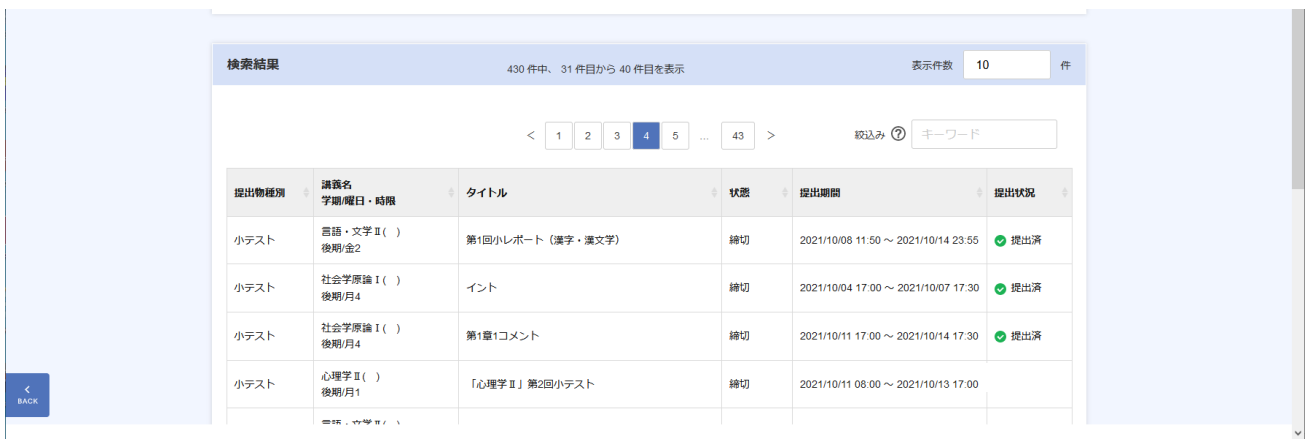 検索結果
430 件中、 31 件目から 40 件目を表示
表示件数 10 件
< 1 2 3 4 5 ... 43 >
絞込み ? キーワード
提出物種別 講義名 学期/曜日・時限 タイトル 状態 提出期間 提出状況
小テスト 言語・文学Ⅱ( ) 後期/金2 第1回小レポート（漢字・漢文学） 締切 2021/10/08 11:50 ～ 2021/10/14 23:55 提出済
小テスト 社会学原論Ⅰ( ) 後期/月4 イント 締切 2021/10/04 17:00 ～ 2021/10/07 17:30 提出済
小テスト 社会学原論Ⅰ( ) 後期/月4 第1章1コメント 締切 2021/10/11 17:00 ～ 2021/10/14 17:30 提出済
小テスト 心理学Ⅱ( ) 後期/月1 「心理学Ⅱ」第2回小テスト 締切 2021/10/11 08:00 ～ 2021/10/13 17:00
< BACK